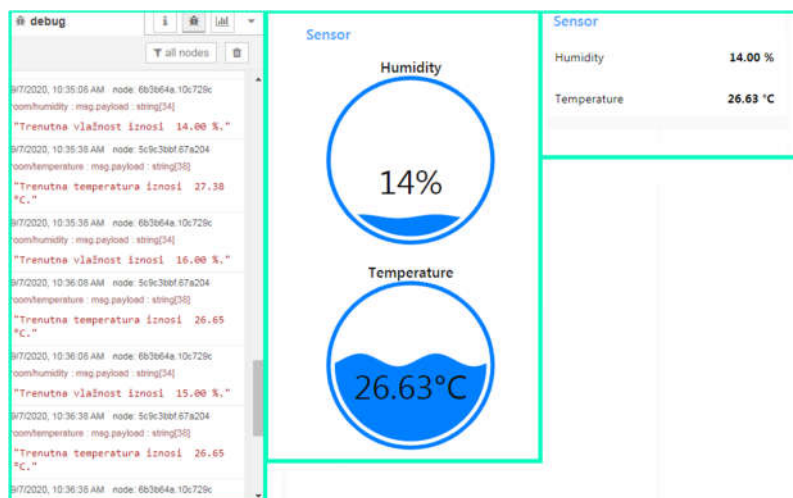 debug
i
all nodes
9/7/2020, 10:35:08 AM node: 6b3b64a.10c729c
room/humidity : msg.payload : string[34]
"Trenutna vlažnost iznosi 14.00 %."
9/7/2020, 10:35:38 AM node: 5c9c3bbf.67a204
room/temperature : msg.payload : string[38]
"Trenutna temperatura iznosi 27.38
°C."
9/7/2020, 10:35:38 AM node: 6b3b64a.10c729c
room/humidity : msg.payload : string[34]
"Trenutna vlažnost iznosi 16.00 %."
9/7/2020, 10:36:08 AM node: 5c9c3bbf.67a204
room/temperature : msg.payload : string[38]
"Trenutna temperatura iznosi 26.65
°C."
9/7/2020, 10:36:08 AM node: 6b3b64a.10c729c
room/humidity : msg.payload : string[34]
"Trenutna vlažnost iznosi 15.00 %."
9/7/2020, 10:36:38 AM node: 5c9c3bbf.67a204
room/temperature : msg.payload : string[38]
"Trenutna temperatura iznosi 26.65
°C."
9/7/2020, 10:36:38 AM node: 6b3b64a.10c729c
Sensor
Humidity
14%
Temperature
26.63°C
Sensor
Humidity 14.00 %
Temperature 26.63 °C